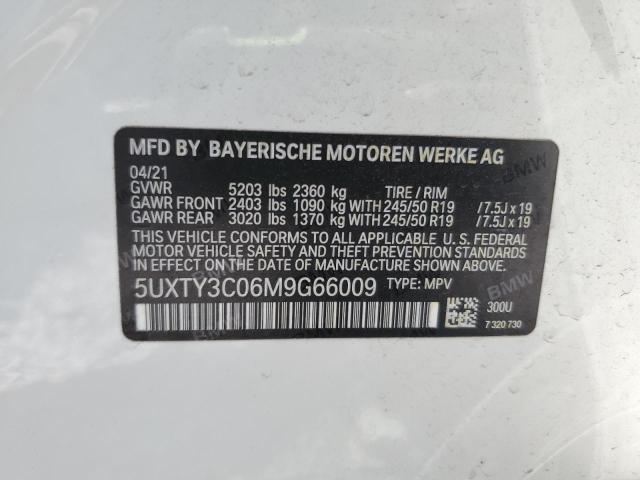 MFD BY BAYERISCHE MOTOREN WERKE AG
04/21
GVWR 5203 lbs 2360 kg TIRE / RIM
GAWR FRONT 2403 lbs 1090 kg WITH 245/50 R19 /7.5J x 19
GAWR REAR 3020 lbs 1370 kg WITH 245/50 R19 /7.5J x 19
THIS VEHICLE CONFORMS TO ALL APPLICABLE U. S. FEDERAL
MOTOR VEHICLE SAFETY, BUMPER AND THEFT PREVENTION
STANDARDS IN EFFECT ON THE DATE OF MANUFACTURE SHOWN ABOVE.
5UXTY3C06M9G66009 TYPE: MPV
300U
7 320 730